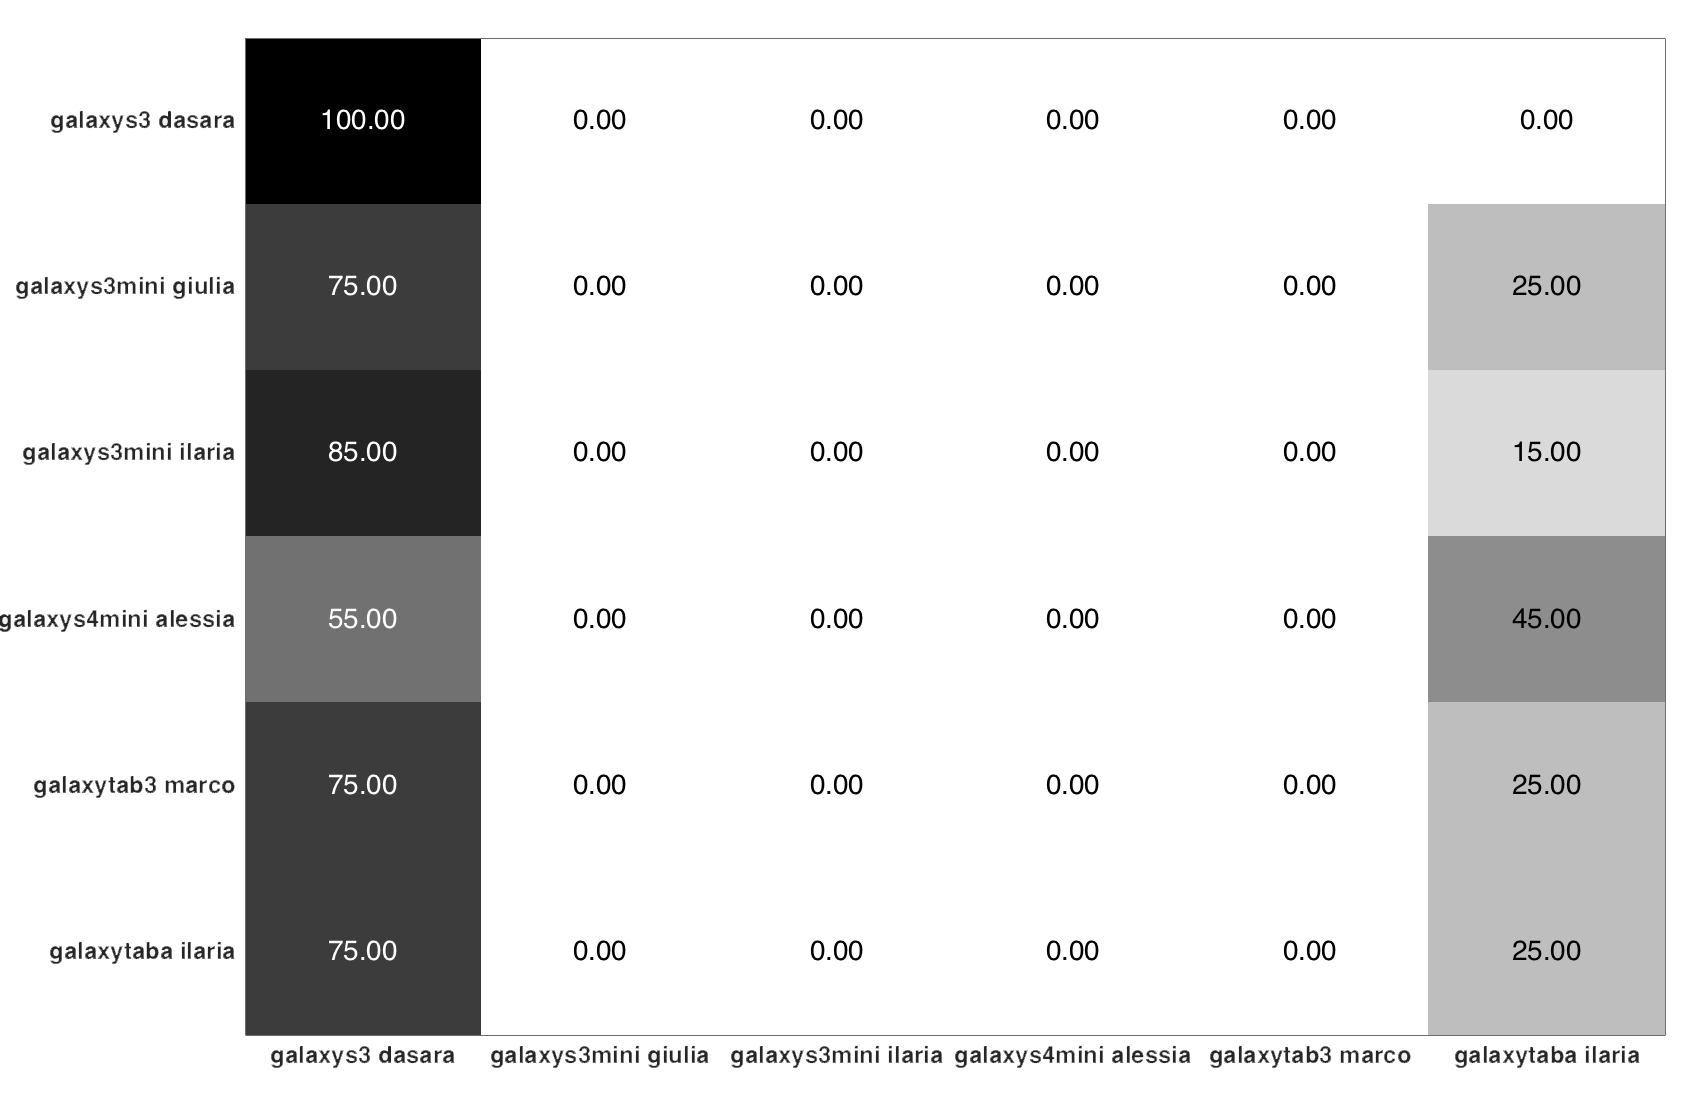 galaxys3 dasara 100.00 0.00 0.00 0.00 0.00 0.00
galaxys3mini giulia 75.00 0.00 0.00 0.00 0.00 25.00
galaxys3mini ilaria 85.00 0.00 0.00 0.00 0.00 15.00
galaxys4mini alessia 55.00 0.00 0.00 0.00 0.00 45.00
galaxytab3 marco 75.00 0.00 0.00 0.00 0.00 25.00
galaxytaba ilaria 75.00 0.00 0.00 0.00 0.00 25.00
galaxys3 dasara galaxys3mini giulia galaxys3mini ilaria galaxys4mini alessia galaxytab3 marco galaxytaba ilaria